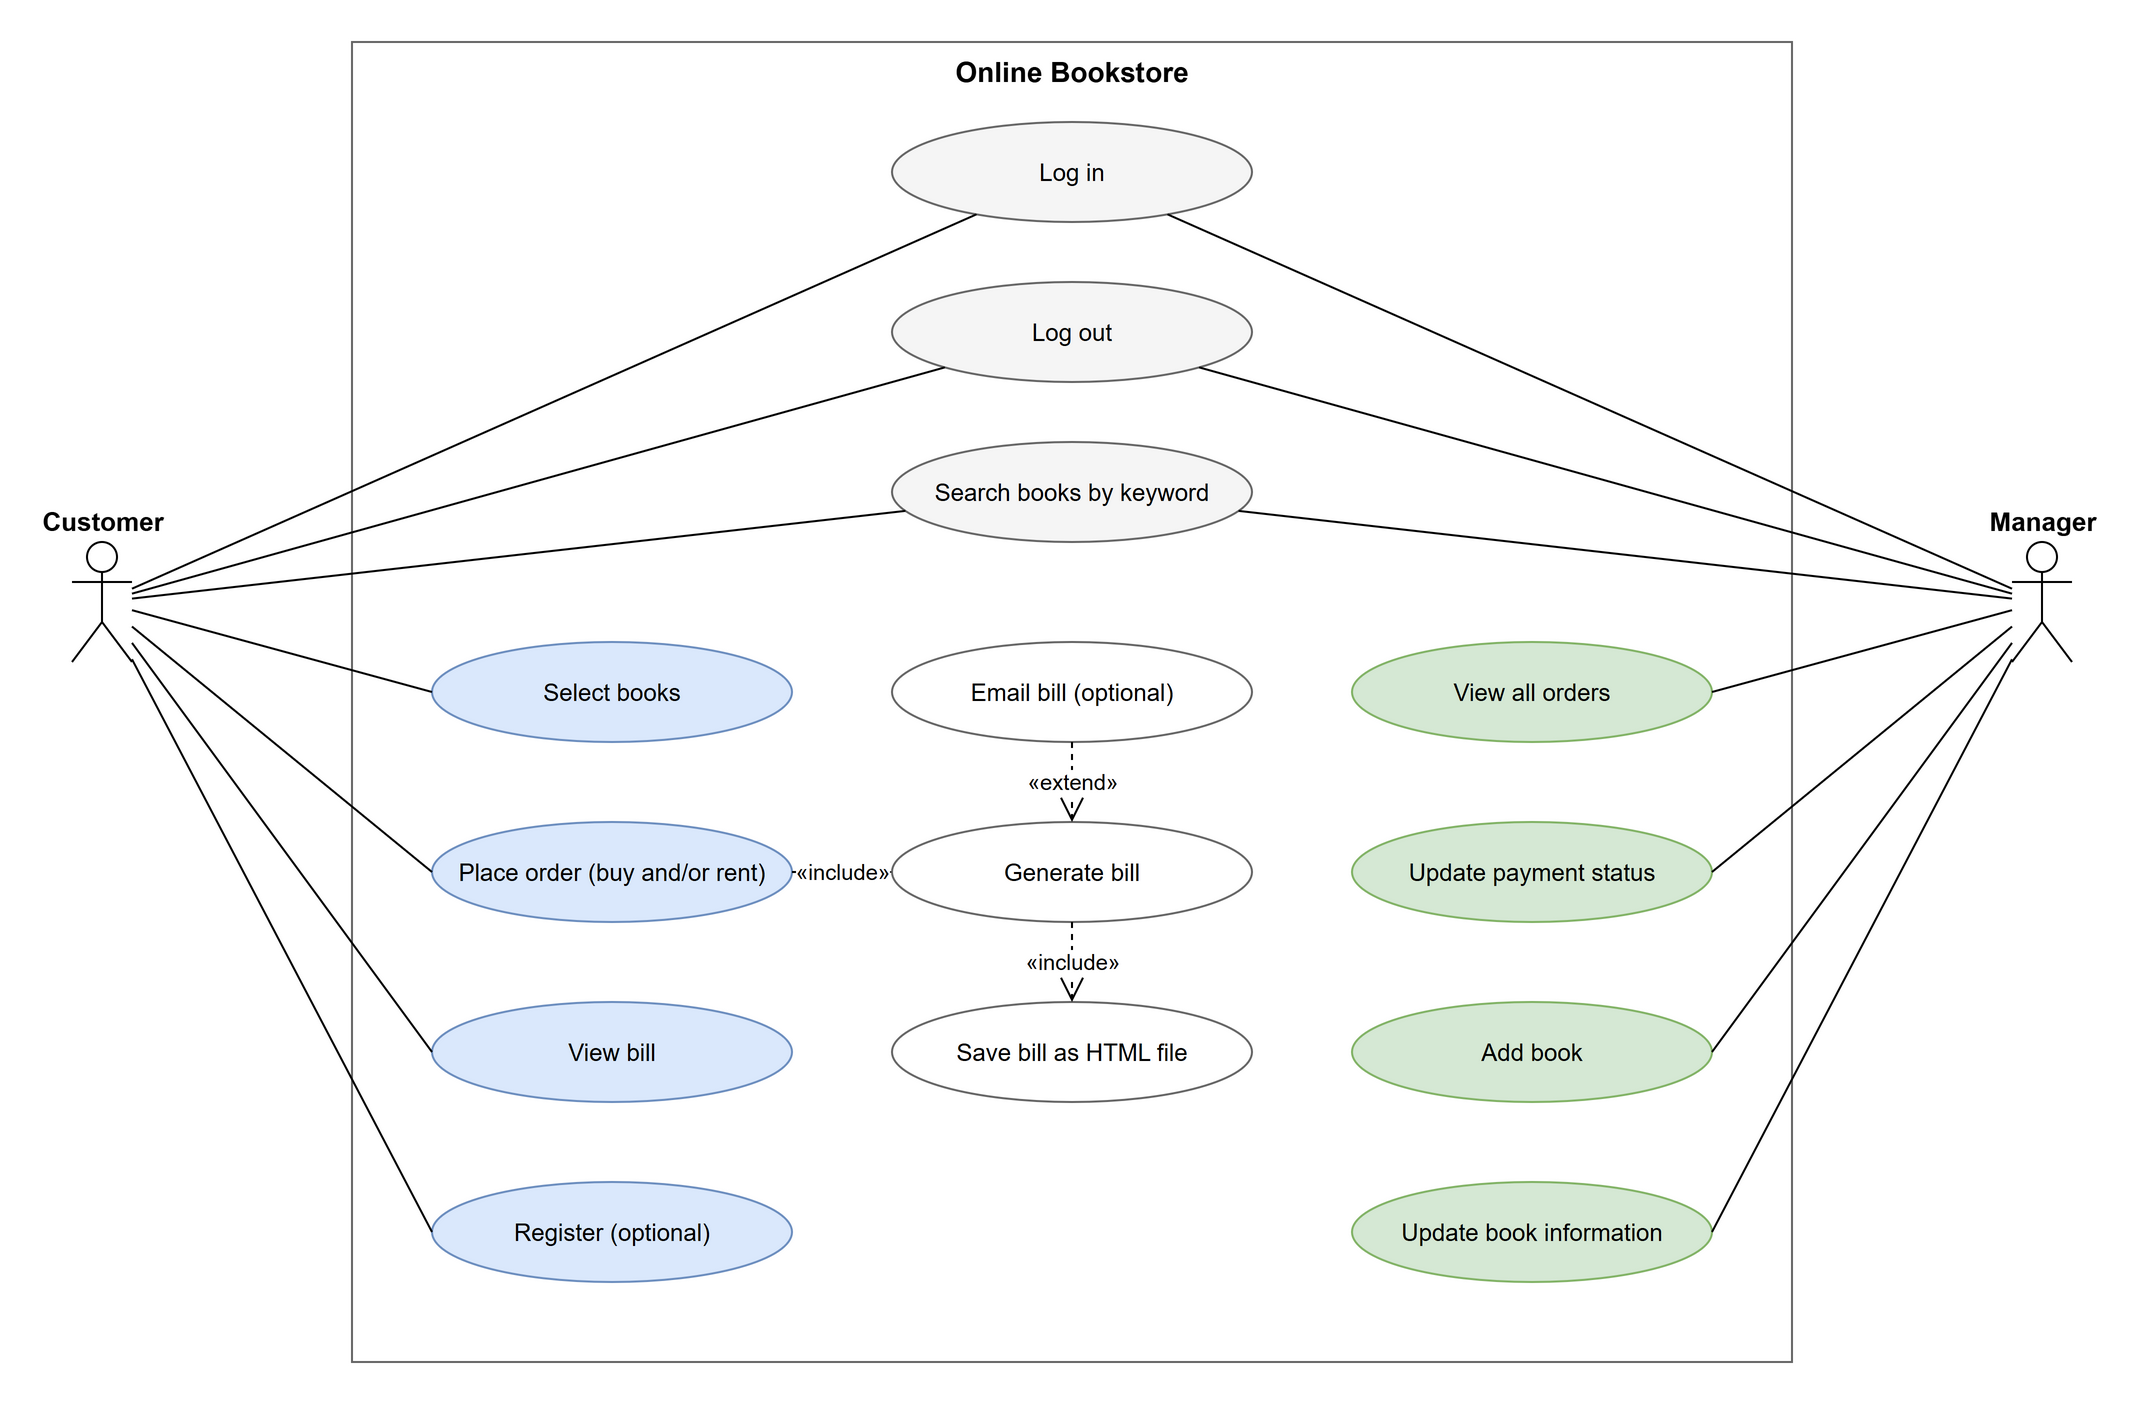 Online Bookstore
Log in
Log out
Search books by keyword
Customer
Manager
Select books
Email bill (optional)
View all orders
«extend»
Place order (buy and/or rent)
«include»
Generate bill
Update payment status
«include»
View bill
Save bill as HTML file
Add book
Register (optional)
Update book information